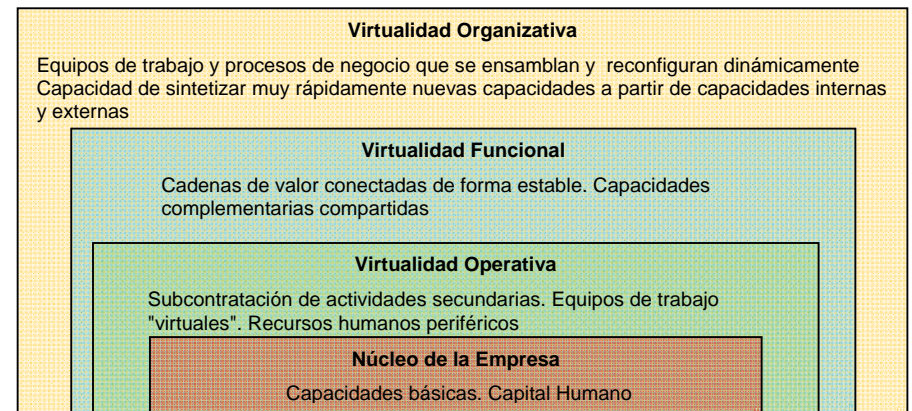 Virtualidad Organizativa
Equipos de trabajo y procesos de negocio que se ensamblan y reconfiguran dinámicamente
Capacidad de sintetizar muy rápidamente nuevas capacidades a partir de capacidades internas
y externas
Virtualidad Funcional
Cadenas de valor conectadas de forma estable. Capacidades
complementarias compartidas
Virtualidad Operativa
Subcontratación de actividades secundarias. Equipos de trabajo
"virtuales". Recursos humanos periféricos
Núcleo de la Empresa
Capacidades básicas. Capital Humano